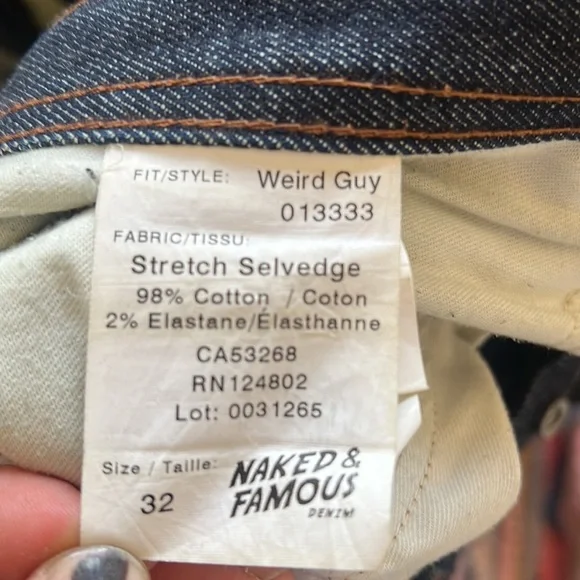 FIT/STYLE: Weird Guy
013333
FABRIC/TISSU:
Stretch Selvedge
98% Cotton / Coton
2% Elastane/Élasthanne
CA53268
RN124802
Lot: 0031265
Size / Taille:
32
NAKED &
FAMOUS
DENIM